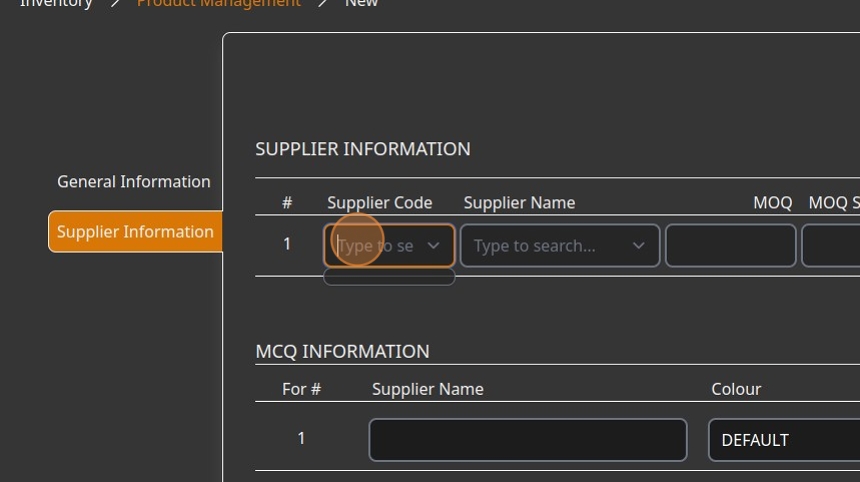 Inventory > Product Management > New
SUPPLIER INFORMATION
General Information
# Supplier Code Supplier Name MOQ MOQ S
Supplier Information
1 Type to se Type to search...
MCQ INFORMATION
For # Supplier Name Colour
1 DEFAULT